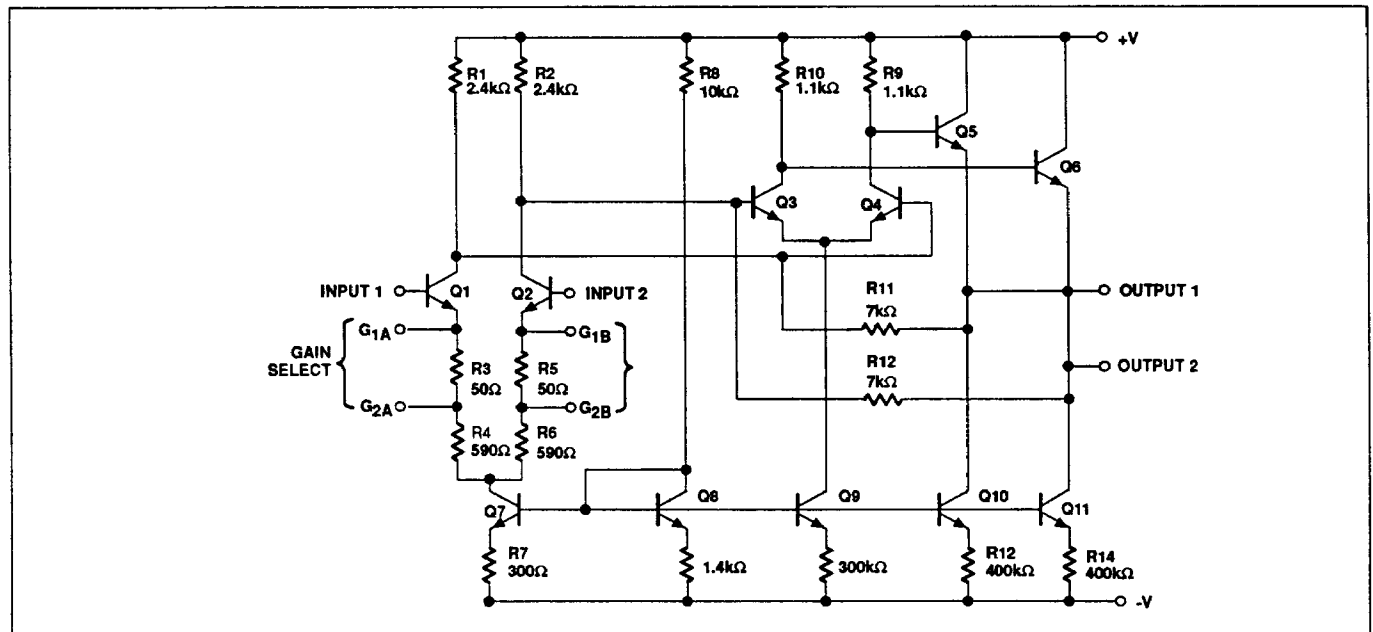 +V
R1
2.4kΩ
R2
2.4kΩ
R8
10kΩ
R10
1.1kΩ
R9
1.1kΩ
Q5
Q6
Q3
Q4
INPUT 1
Q1
Q2
INPUT 2
R11
7kΩ
OUTPUT 1
G1A
GAIN
SELECT
G1B
R3
50Ω
R5
50Ω
R12
7kΩ
OUTPUT 2
G2A
G2B
R4
590Ω
R6
590Ω
Q7
Q8
Q9
Q10
Q11
R7
300Ω
1.4kΩ
300kΩ
R12
400kΩ
R14
400kΩ
-V